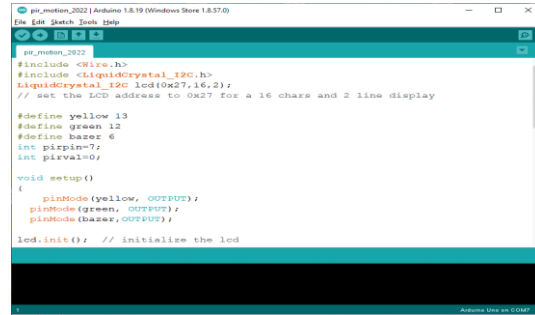 pir_motion_2022 | Arduino 1.8.19 (Windows Store 1.8.57.0)
File Edit Sketch Tools Help
pir_motion_2022
#include <Wire.h>
#include <LiquidCrystal_I2C.h>
LiquidCrystal_I2C lcd(0x27,16,2);
// set the LCD address to 0x27 for a 16 chars and 2 line display
#define yellow 13
#define green 12
#define bazer 6
int pirpin=7;
int pirval=0;
void setup()
{
pinMode(yellow, OUTPUT);
pinMode(green, OUTPUT);
pinMode(bazer,OUTPUT);
lcd.init(); // initialize the lcd
1
Arduino Uno on COM7